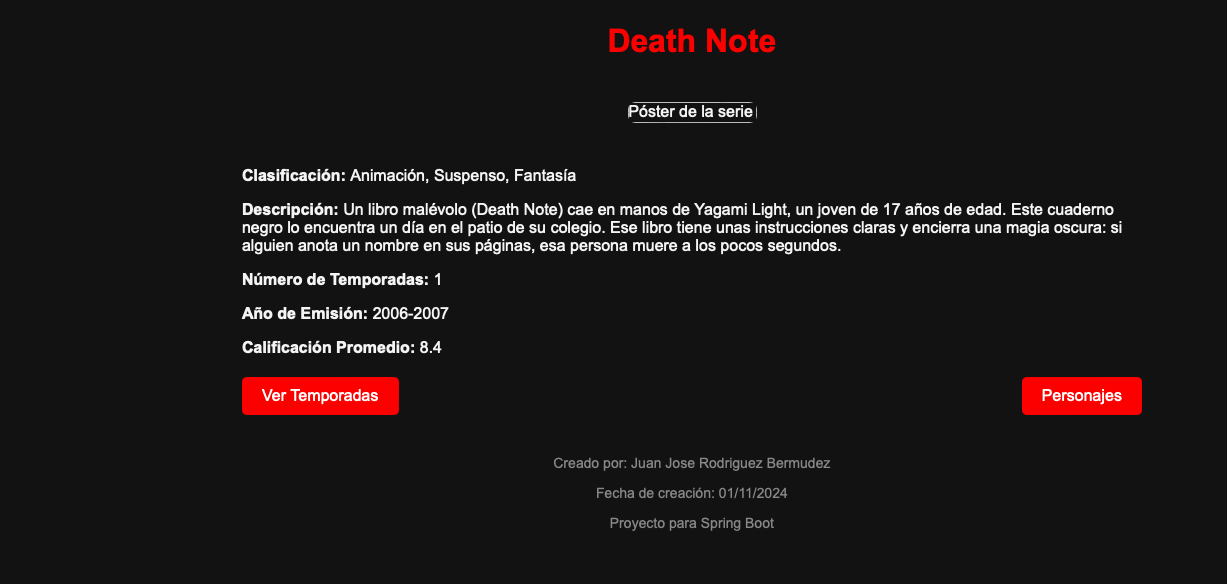 Death Note
Póster de la serie
Clasificación: Animación, Suspenso, Fantasía
Descripción: Un libro malévolo (Death Note) cae en manos de Yagami Light, un joven de 17 años de edad. Este cuaderno
negro lo encuentra un día en el patio de su colegio. Ese libro tiene unas instrucciones claras y encierra una magia oscura: si
alguien anota un nombre en sus páginas, esa persona muere a los pocos segundos.
Número de Temporadas: 1
Año de Emisión: 2006-2007
Calificación Promedio: 8.4
Ver Temporadas
Personajes
Creado por: Juan Jose Rodriguez Bermudez
Fecha de creación: 01/11/2024
Proyecto para Spring Boot